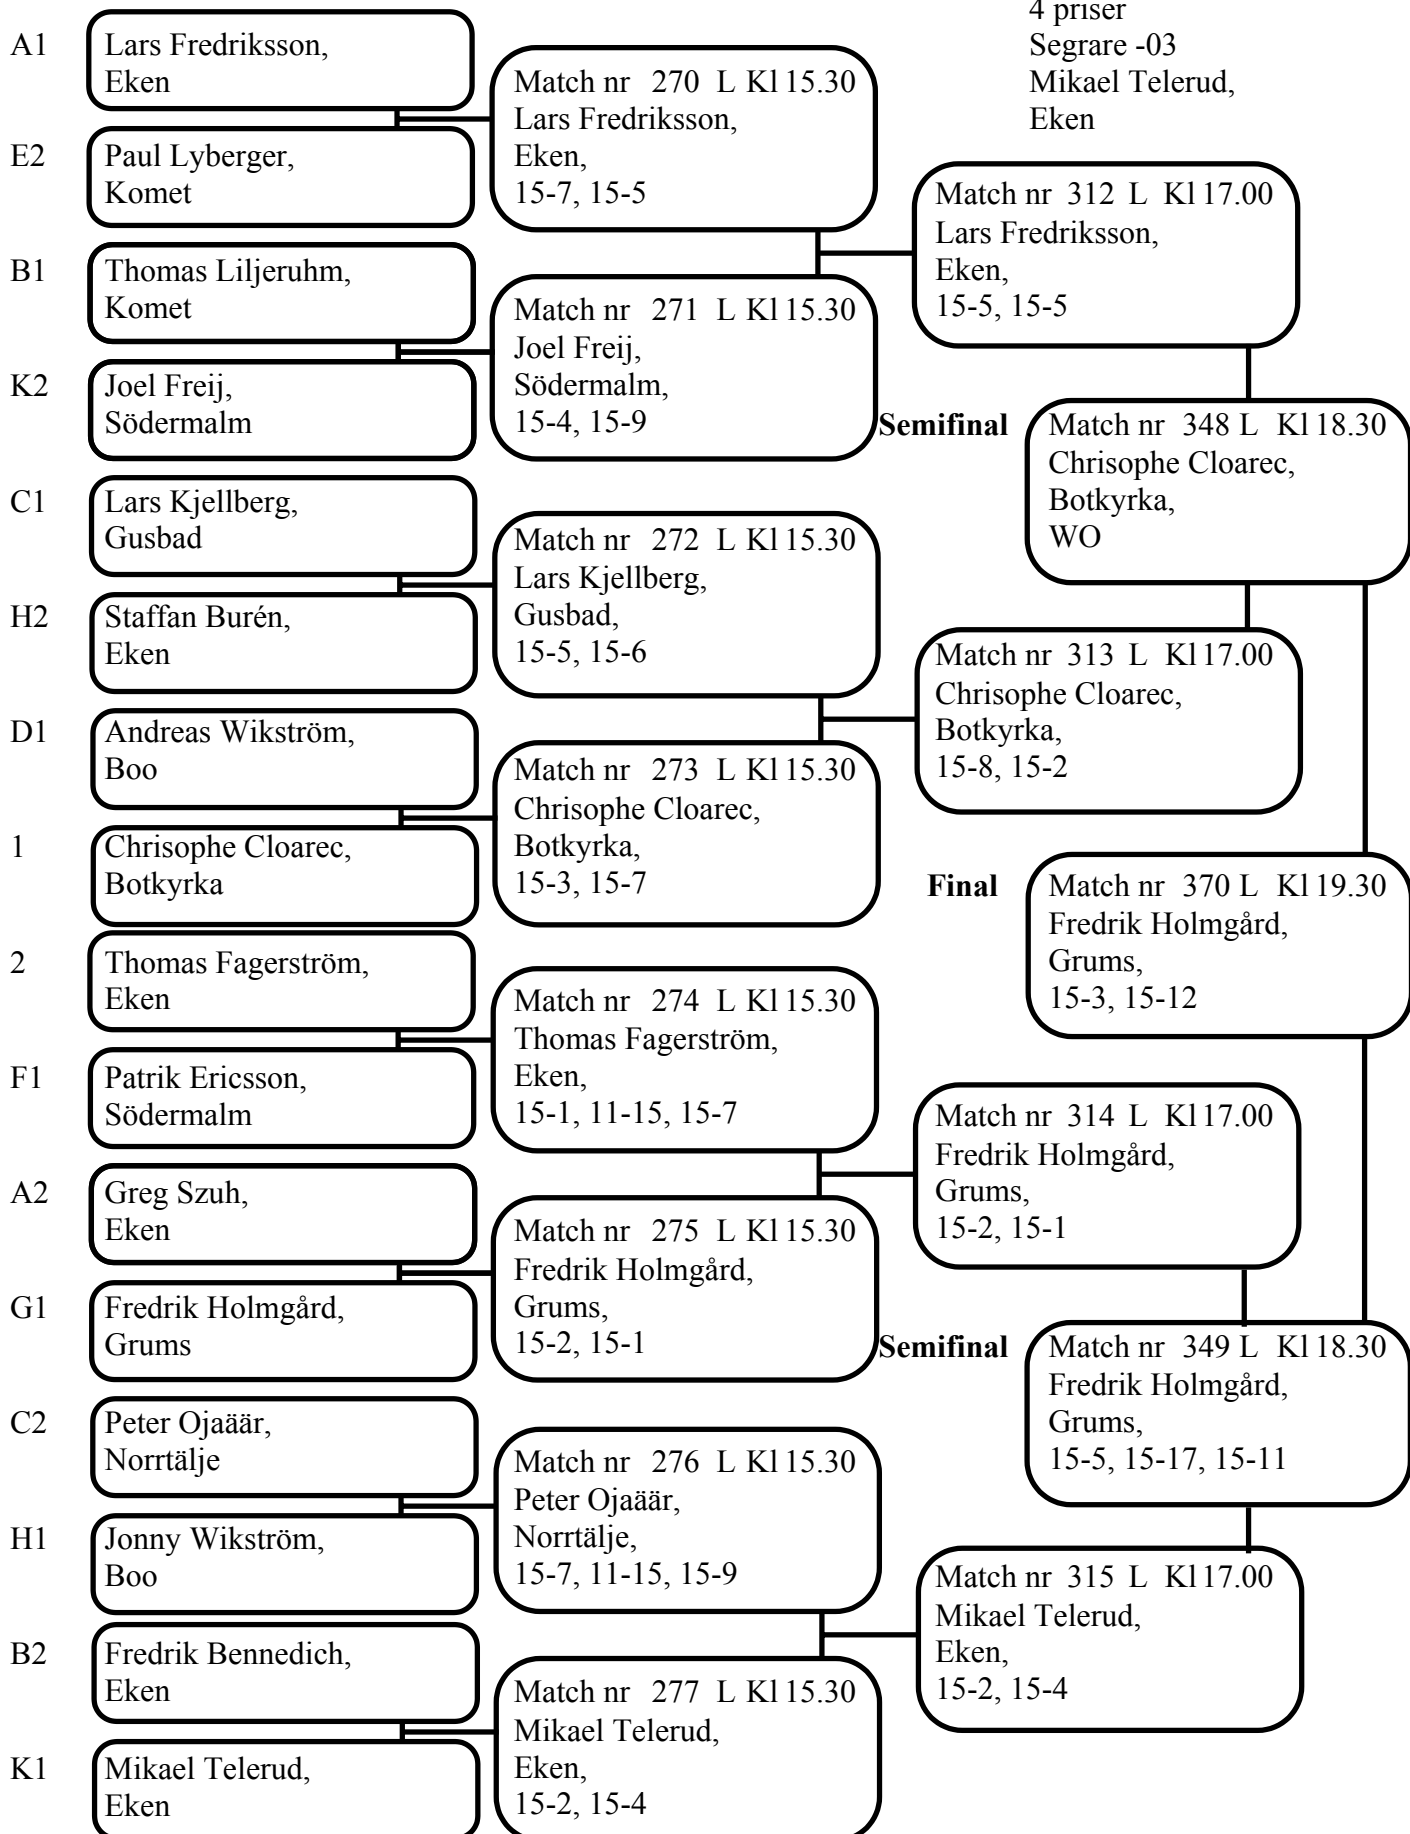 4 priser
Segrare -03
Mikael Telerud,
Eken
A1
Lars Fredriksson,
Eken
E2
Paul Lyberger,
Komet
B1
Thomas Liljeruhm,
Komet
K2
Joel Freij,
Södermalm
C1
Lars Kjellberg,
Gusbad
H2
Staffan Burén,
Eken
D1
Andreas Wikström,
Boo
1
Chrisophe Cloarec,
Botkyrka
2
Thomas Fagerström,
Eken
F1
Patrik Ericsson,
Södermalm
A2
Greg Szuh,
Eken
G1
Fredrik Holmgård,
Grums
C2
Peter Ojaäär,
Norrtälje
H1
Jonny Wikström,
Boo
B2
Fredrik Bennedich,
Eken
K1
Mikael Telerud,
Eken
Match nr 270 L Kl 15.30
Lars Fredriksson,
Eken,
15-7, 15-5
Match nr 271 L Kl 15.30
Joel Freij,
Södermalm,
15-4, 15-9
Match nr 272 L Kl 15.30
Lars Kjellberg,
Gusbad,
15-5, 15-6
Match nr 273 L Kl 15.30
Chrisophe Cloarec,
Botkyrka,
15-3, 15-7
Match nr 274 L Kl 15.30
Thomas Fagerström,
Eken,
15-1, 11-15, 15-7
Match nr 275 L Kl 15.30
Fredrik Holmgård,
Grums,
15-2, 15-1
Match nr 276 L Kl 15.30
Peter Ojaäär,
Norrtälje,
15-7, 11-15, 15-9
Match nr 277 L Kl 15.30
Mikael Telerud,
Eken,
15-2, 15-4
Match nr 312 L Kl 17.00
Lars Fredriksson,
Eken,
15-5, 15-5
Match nr 313 L Kl 17.00
Chrisophe Cloarec,
Botkyrka,
15-8, 15-2
Match nr 314 L Kl 17.00
Fredrik Holmgård,
Grums,
15-2, 15-1
Match nr 315 L Kl 17.00
Mikael Telerud,
Eken,
15-2, 15-4
Semifinal
Match nr 348 L Kl 18.30
Chrisophe Cloarec,
Botkyrka,
WO
Final
Match nr 370 L Kl 19.30
Fredrik Holmgård,
Grums,
15-3, 15-12
Semifinal
Match nr 349 L Kl 18.30
Fredrik Holmgård,
Grums,
15-5, 15-17, 15-11